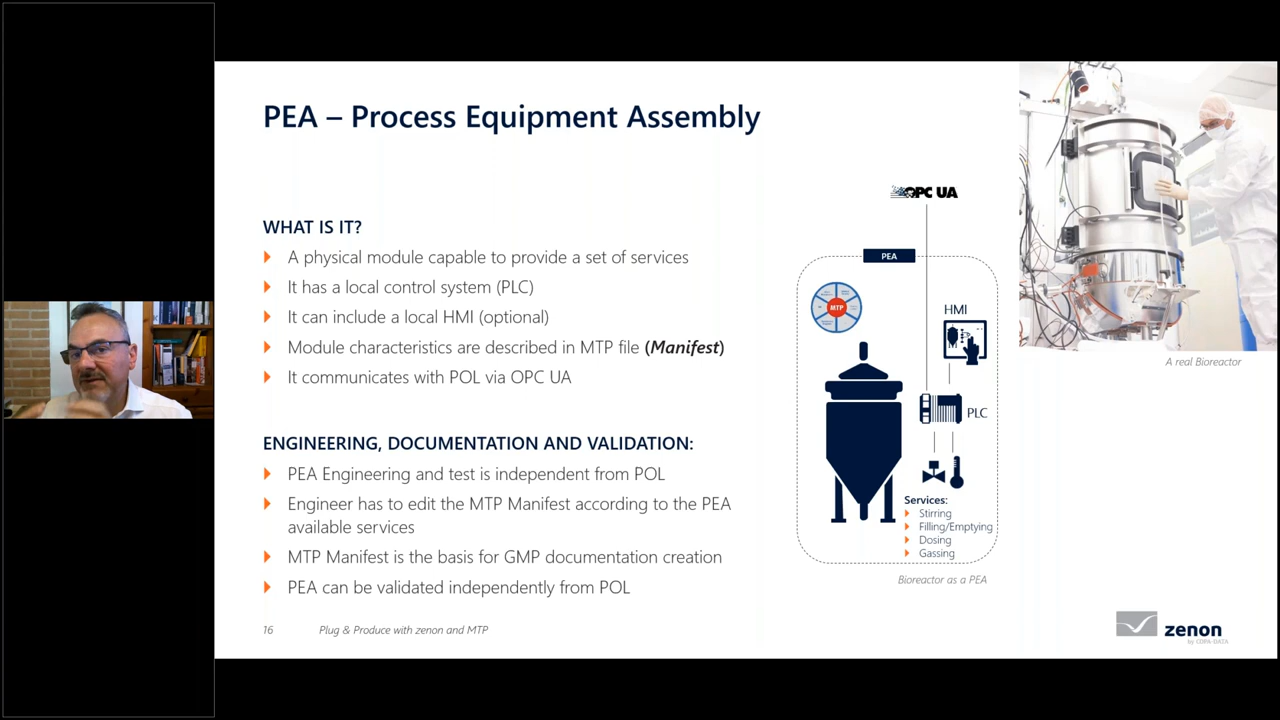 PEA – Process Equipment Assembly
WHAT IS IT?
A physical module capable to provide a set of services
It has a local control system (PLC)
It can include a local HMI (optional)
Module characteristics are described in MTP file (Manifest)
It communicates with POL via OPC UA
ENGINEERING, DOCUMENTATION AND VALIDATION:
PEA Engineering and test is independent from POL
Engineer has to edit the MTP Manifest according to the PEA
available services
MTP Manifest is the basis for GMP documentation creation
PEA can be validated independently from POL
16
Plug & Produce with zenon and MTP
OPC UA
PEA
MTP
HMI
PLC
Services:
Stirring
Filling/Emptying
Dosing
Gassing
Bioreactor as a PEA
A real Bioreactor
zenon
by COPA-DATA